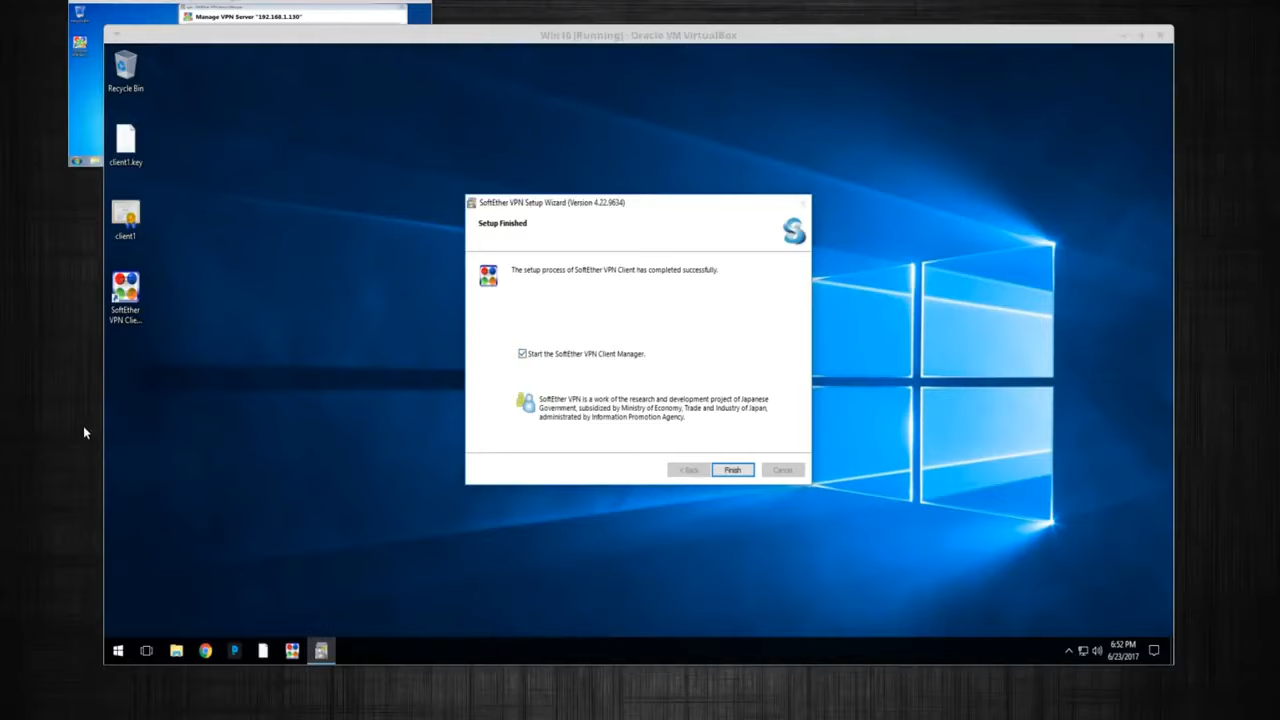 Manage VPN Server "192.168.1.130"
Win10 [Running] - Oracle VM VirtualBox
Recycle Bin
client1.key
client1
SoftEther
VPN Clie...
SoftEther VPN Setup Wizard (Version 4.22.9634)
Setup Finished
The setup process of SoftEther VPN Client has completed successfully.
Start the SoftEther VPN Client Manager.
SoftEther VPN is a work of the research and development project of Japanese
Government, subsidized by Ministry of Economy, Trade and Industry of Japan,
administrated by Information Promotion Agency.
< Back
Finish
Cancel
6:52 PM
6/23/2017